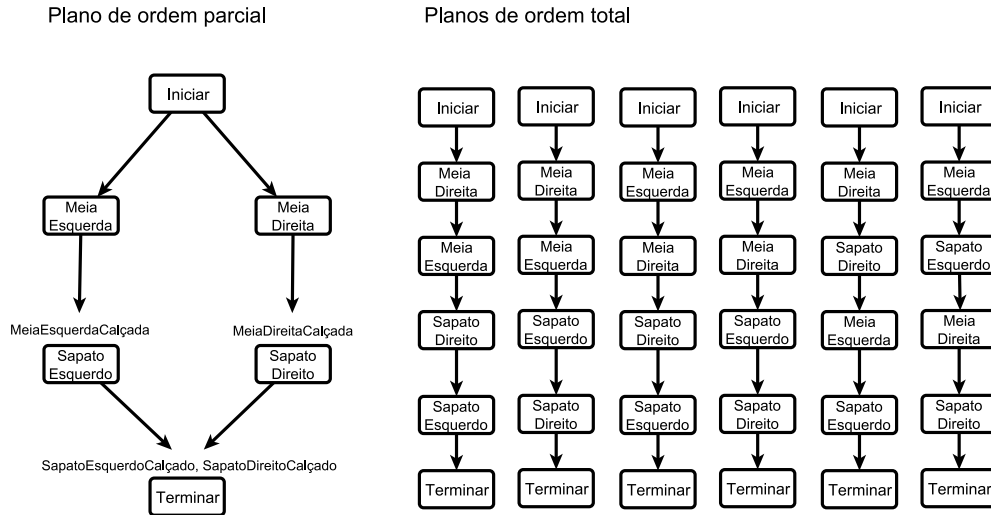 Plano de ordem parcial
Iniciar
Meia
Esquerda
Meia
Direita
MeiaEsquerdaCalçada
MeiaDireitaCalçada
Sapato
Esquerdo
Sapato
Direito
SapatoEsquerdoCalçado, SapatoDireitoCalçado
Terminar
Planos de ordem total
Iniciar
Meia
Direita
Meia
Esquerda
Sapato
Direito
Sapato
Esquerdo
Terminar
Iniciar
Meia
Direita
Meia
Esquerda
Sapato
Esquerdo
Sapato
Direito
Terminar
Iniciar
Meia
Esquerda
Meia
Direita
Sapato
Direito
Sapato
Esquerdo
Terminar
Iniciar
Meia
Esquerda
Meia
Direita
Sapato
Esquerdo
Sapato
Direito
Terminar
Iniciar
Meia
Direita
Sapato
Direito
Meia
Esquerda
Sapato
Esquerdo
Terminar
Iniciar
Meia
Esquerda
Sapato
Esquerdo
Meia
Direita
Sapato
Direito
Terminar